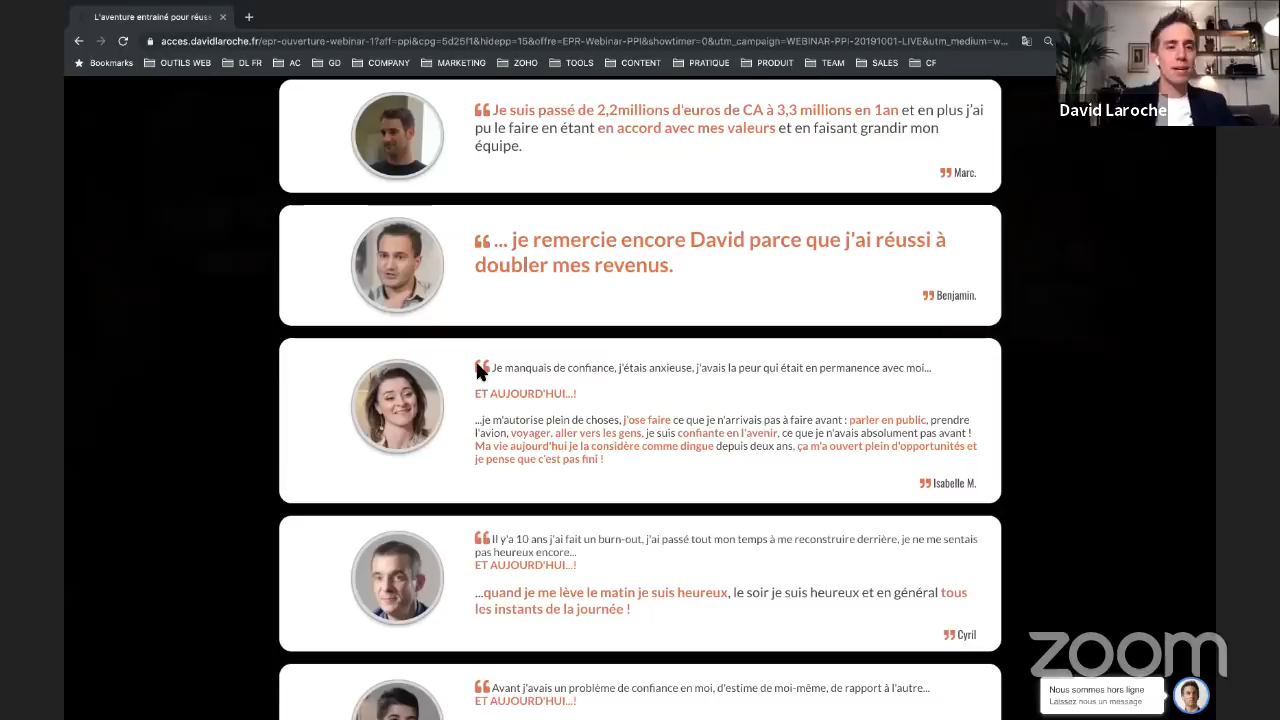 L'aventure entrainé pour réuss
acces.davidlaroche.fr/epr-ouverture-webinar-1?aff=ppi&cpg=5d25f1&hidepp=15&offre=EPR-Webinar-PPI&showtimer=0&utm_campaign=WEBINAR-PPI-20191001-LIVE&utm_medium=w...
Bookmarks OUTILS WEB DL FR AC GD COMPANY MARKETING ZOHO TOOLS CONTENT PRATIQUE PRODUIT TEAM SALES CF
David Laroche
Je suis passé de 2,2millions d'euros de CA à 3,3 millions en 1an et en plus j'ai
pu le faire en étant en accord avec mes valeurs et en faisant grandir mon
équipe.
Marc.
... je remercie encore David parce que j'ai réussi à
doubler mes revenus.
Benjamin.
Je manquais de confiance, j'étais anxieuse, j'avais la peur qui était en permanence avec moi...
ET AUJOURD'HUI...!
...je m'autorise plein de choses, j'ose faire ce que je n'arrivais pas à faire avant : parler en public, prendre
l'avion, voyager, aller vers les gens, je suis confiante en l'avenir, ce que je n'avais absolument pas avant !
Ma vie aujourd'hui je la considère comme dingue depuis deux ans, ça m'a ouvert plein d'opportunités et
je pense que c'est pas fini !
Isabelle M.
Il y'a 10 ans j'ai fait un burn-out, j'ai passé tout mon temps à me reconstruire derrière, je ne me sentais
pas heureux encore...
ET AUJOURD'HUI...!
...quand je me lève le matin je suis heureux, le soir je suis heureux et en général tous
les instants de la journée !
Cyril
Avant j'avais un problème de confiance en moi, d'estime de moi-même, de rapport à l'autre...
ET AUJOURD'HUI...!
zoom
Nous sommes hors ligne
Laissez nous un message